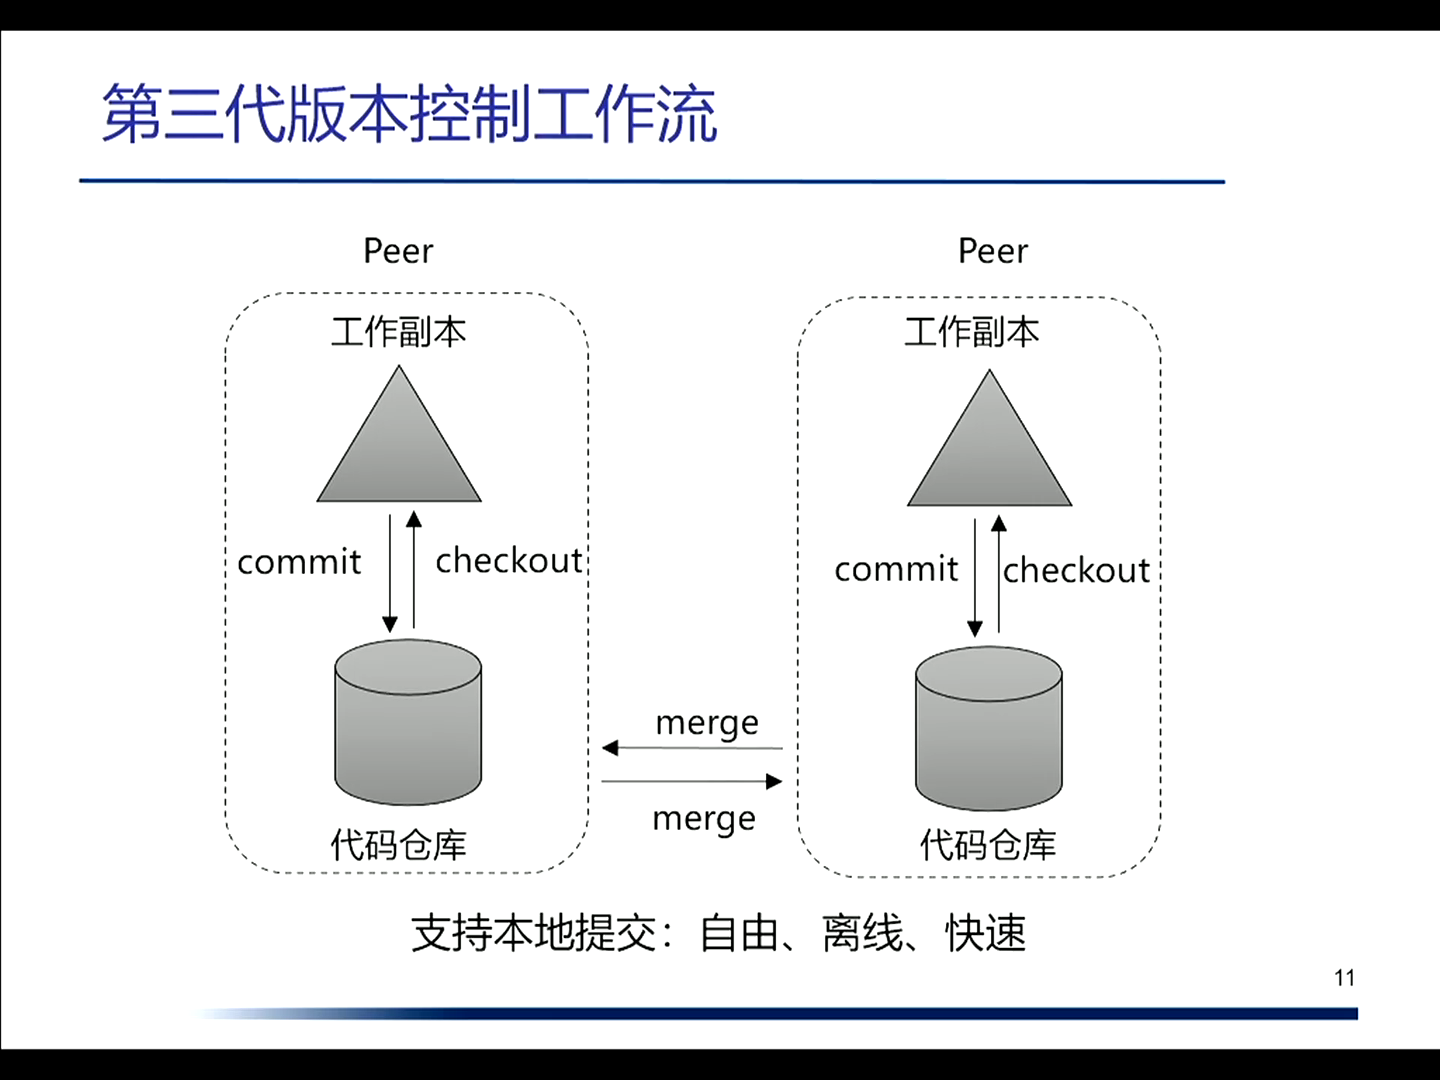 第三代版本控制工作流
Peer
Peer
工作副本
工作副本
commit
checkout
commit
checkout
merge
merge
代码仓库
代码仓库
支持本地提交：自由、离线、快速
11